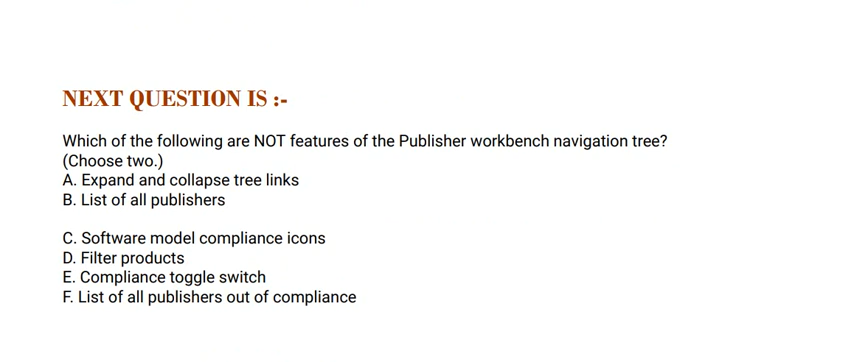 NEXT QUESTION IS :-
Which of the following are NOT features of the Publisher workbench navigation tree?
(Choose two.)
A. Expand and collapse tree links
B. List of all publishers
C. Software model compliance icons
D. Filter products
E. Compliance toggle switch
F. List of all publishers out of compliance